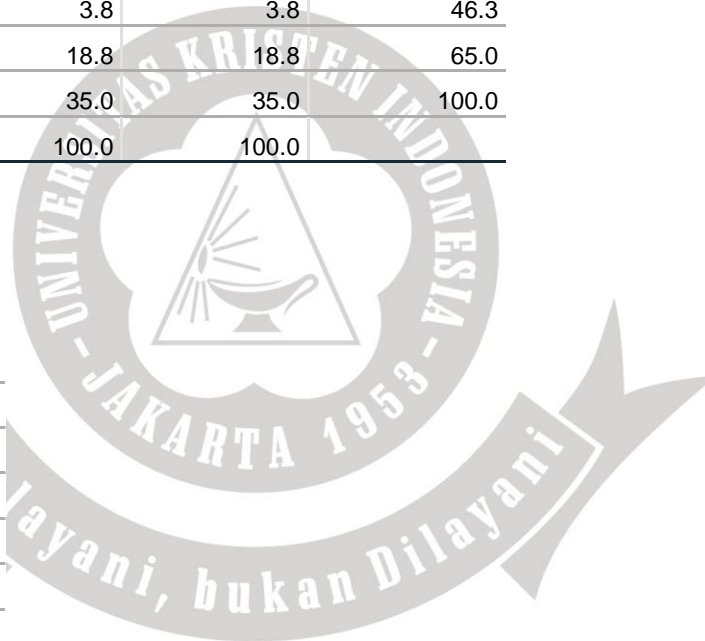 3.8 3.8 46.3
18.8 18.8 65.0
35.0 35.0 100.0
100.0 100.0
UNIVERSITAS KRISTEN INDONESIA
- JAKARTA 1953 -
layani, bukan Dilayani